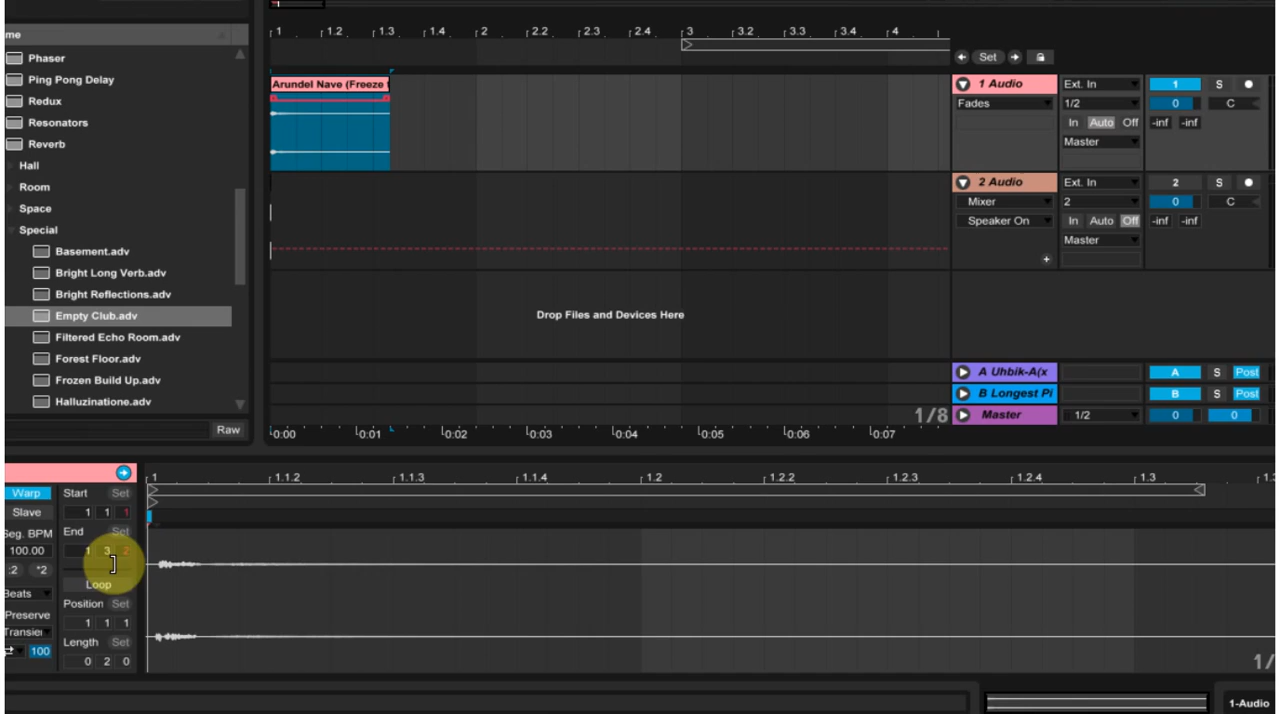 me
Phaser
Ping Pong Delay
Redux
Resonators
Reverb
Hall
Room
Space
Special
Basement.adv
Bright Long Verb.adv
Bright Reflections.adv
Empty Club.adv
Filtered Echo Room.adv
Forest Floor.adv
Frozen Build Up.adv
Halluzinatione.adv
Raw
1 1.2 1.3 1.4 2 2.2 2.3 2.4 3 3.2 3.3 3.4 4
Set
Arundel Nave (Freeze
1 Audio Ext. In 1 S
Fades 1/2 0 C
In Auto Off -inf -inf
Master
2 Audio Ext. In 2 S
Mixer 2 0 C
Speaker On In Auto Off -inf -inf
Master
Drop Files and Devices Here
A Uhbik-A(x A S Post
B Longest Pi B S Post
1/8 Master 1/2 0 0
0:00 0:01 0:02 0:03 0:04 0:05 0:06 0:07
Warp Start Set
Slave 1 1 1
Seg. BPM End Set
100.00 1 3 2
:2 *2
Loop
Beats Position Set
Preserve 1 1 1
Transien Length Set
100 0 2 0
1 1.1.2 1.1.3 1.1.4 1.2 1.2.2 1.2.3 1.2.4 1.3 1.3
1/
1-Audio